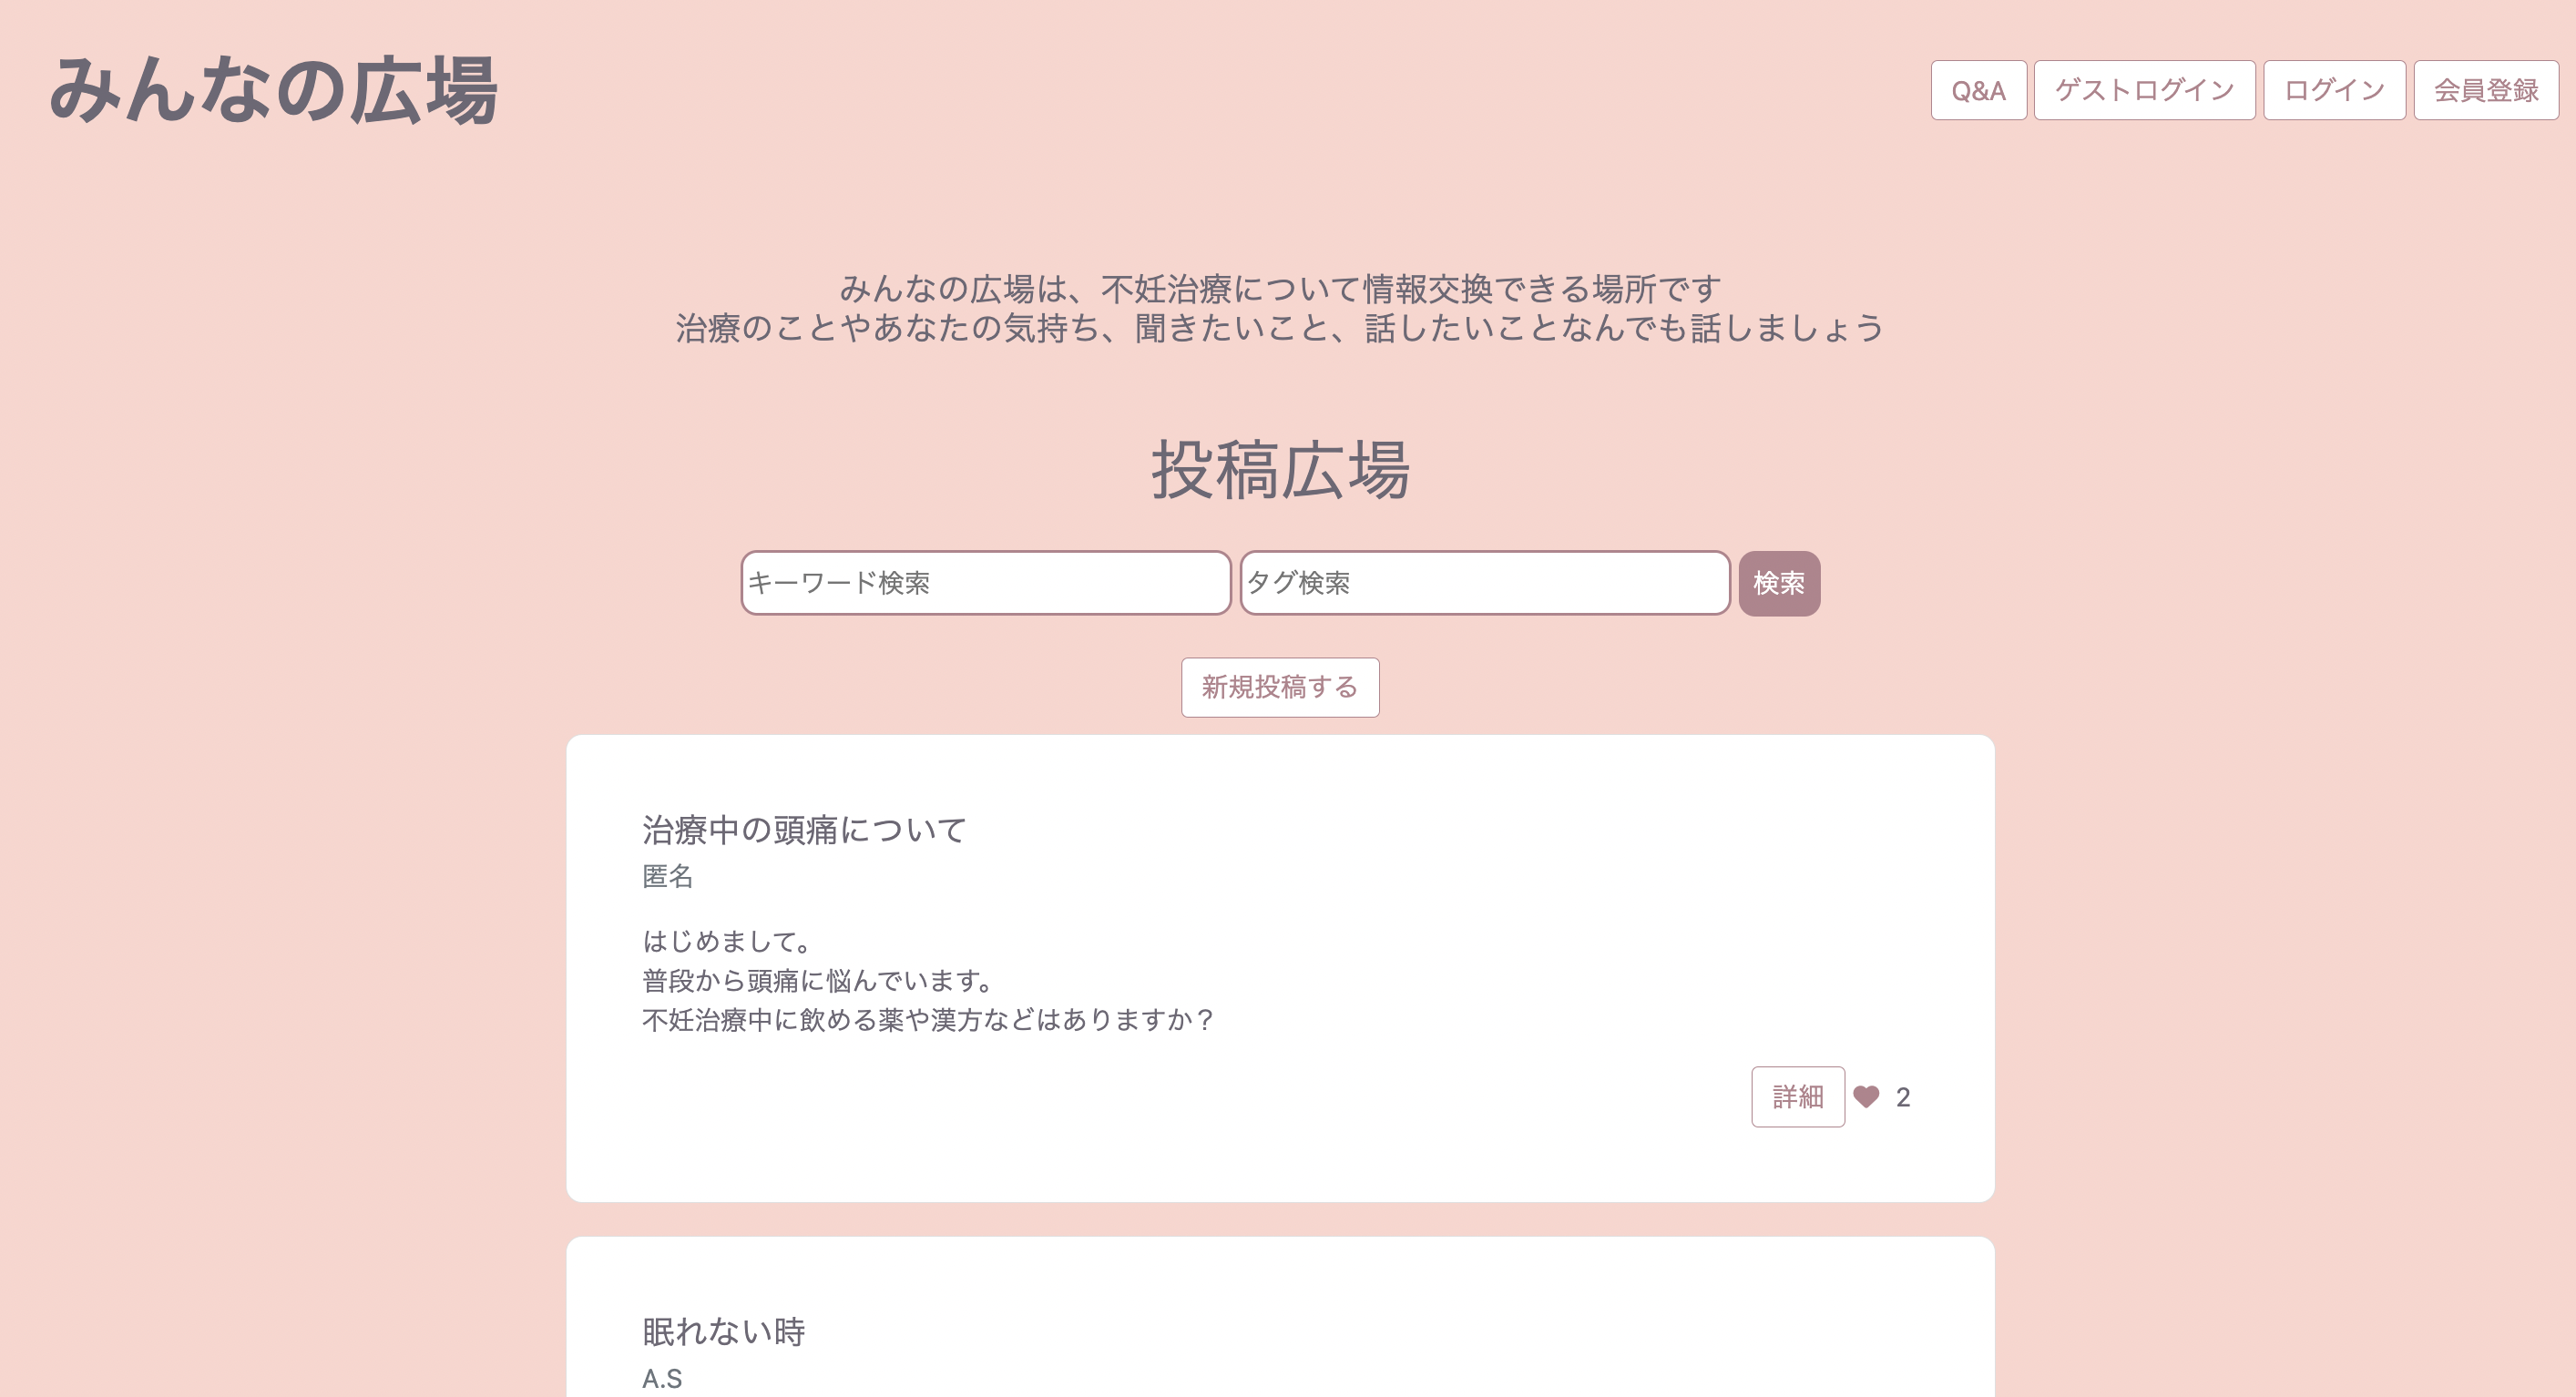 みんなの広場
Q&A
ゲストログイン
ログイン
会員登録
みんなの広場は、不妊治療について情報交換できる場所です
治療のことやあなたの気持ち、聞きたいこと、話したいことなんでも話しましょう
投稿広場
キーワード検索
タグ検索
検索
新規投稿する
治療中の頭痛について
匿名
はじめまして。
普段から頭痛に悩んでいます。
不妊治療中に飲める薬や漢方などはありますか？
詳細
2
眠れない時
A.S